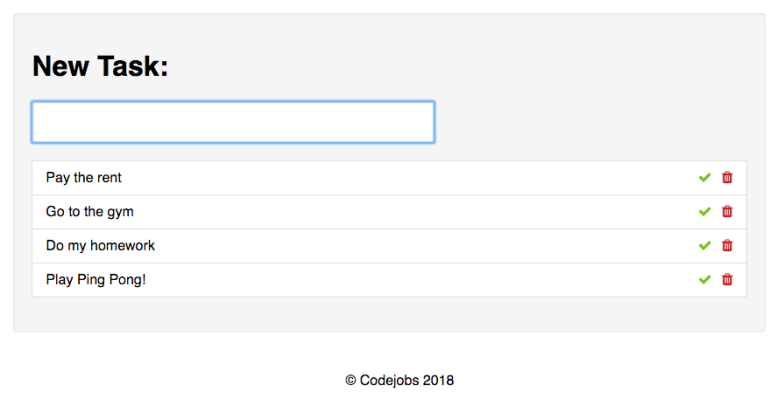 New Task:
Pay the rent
Go to the gym
Do my homework
Play Ping Pong!
© Codejobs 2018